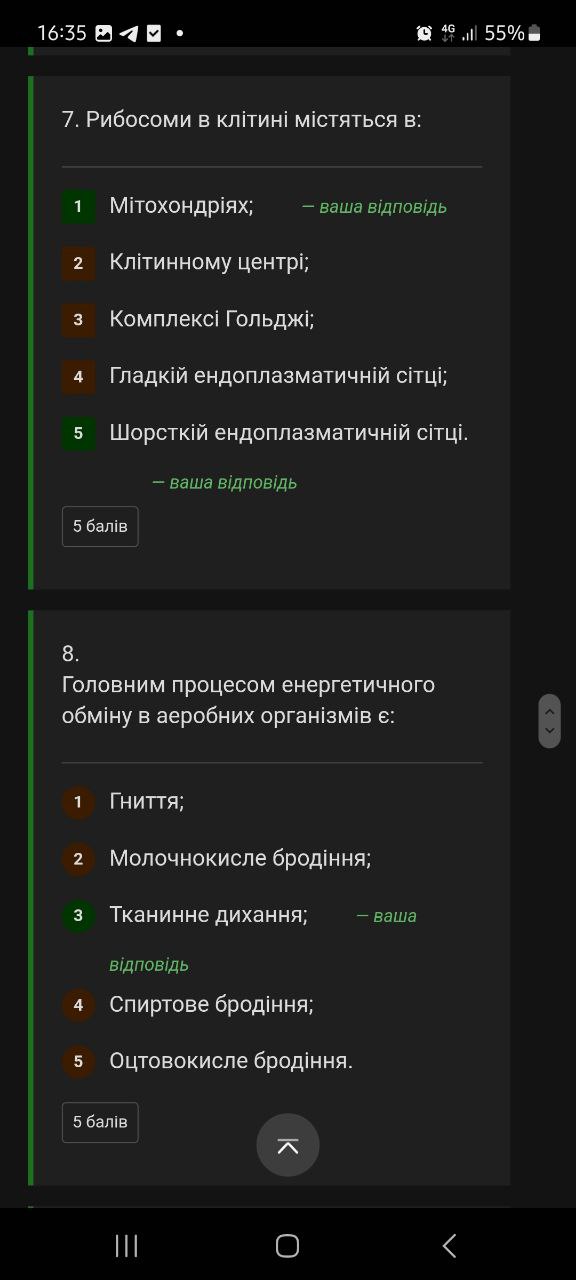 16:35
4G
55%
7. Рибосоми в клітині містяться в:
1 Мітохондріях; — ваша відповідь
2 Клітинному центрі;
3 Комплексі Гольджі;
4 Гладкій ендоплазматичній сітці;
5 Шорсткій ендоплазматичній сітці.
— ваша відповідь
5 балів
8.
Головним процесом енергетичного
обміну в аеробних організмів є:
1 Гниття;
2 Молочнокисле бродіння;
3 Тканинне дихання; — ваша
відповідь
4 Спиртове бродіння;
5 Оцтовокисле бродіння.
5 балів